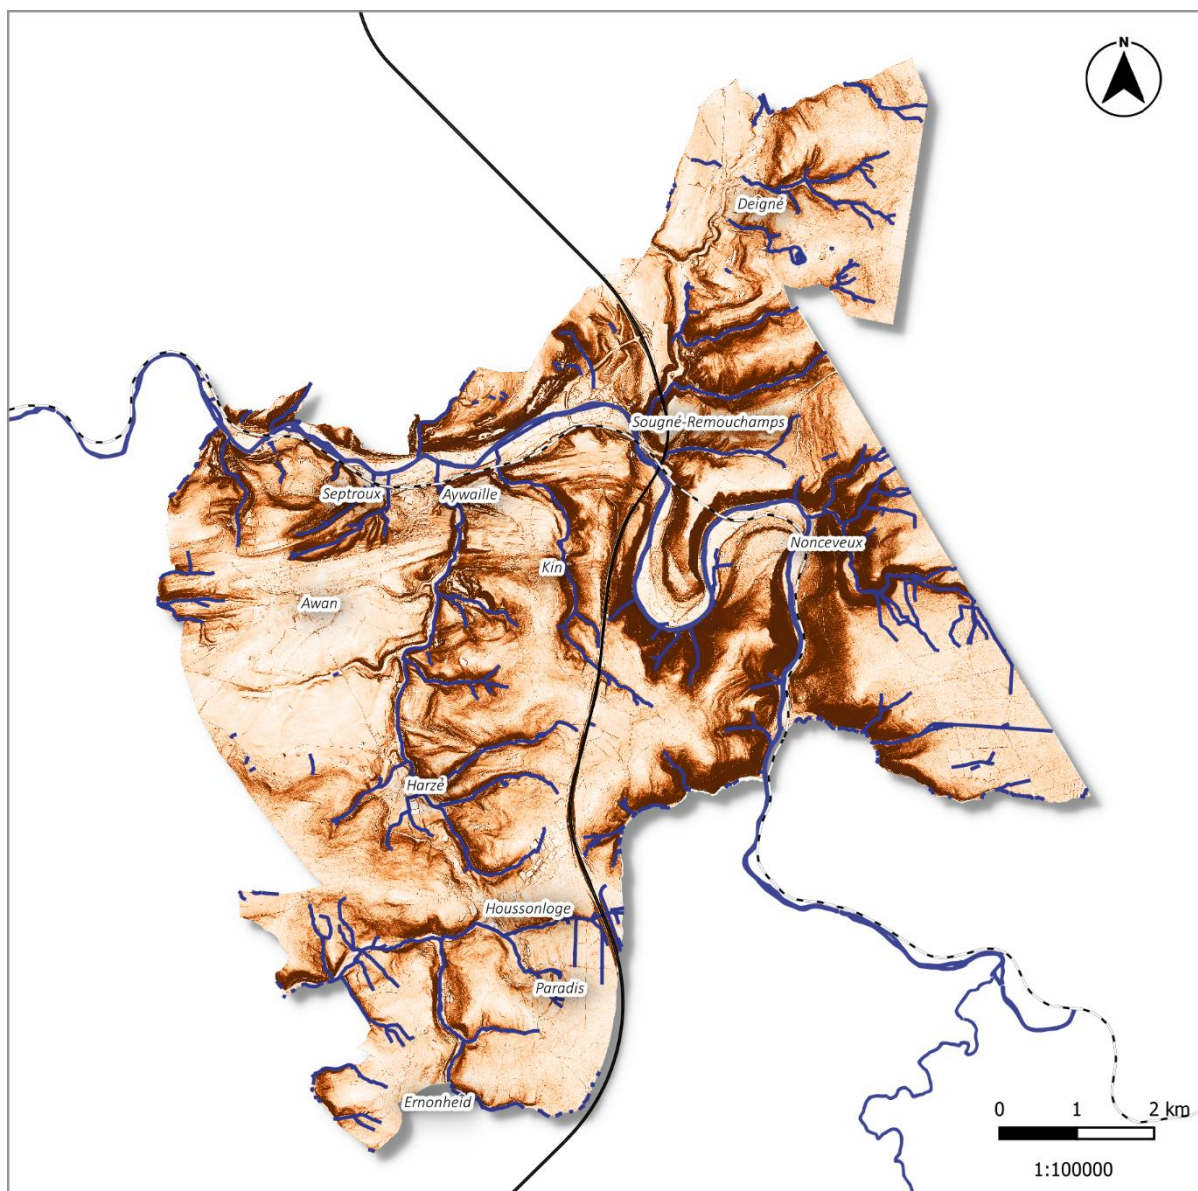 N
Deigné
Sougné-Remouchamps
Septroux
Aywaille
Nonceveux
Kin
Awan
Harzé
Houssonloge
Paradis
Ernonheid
0 1 2 km
1:100000